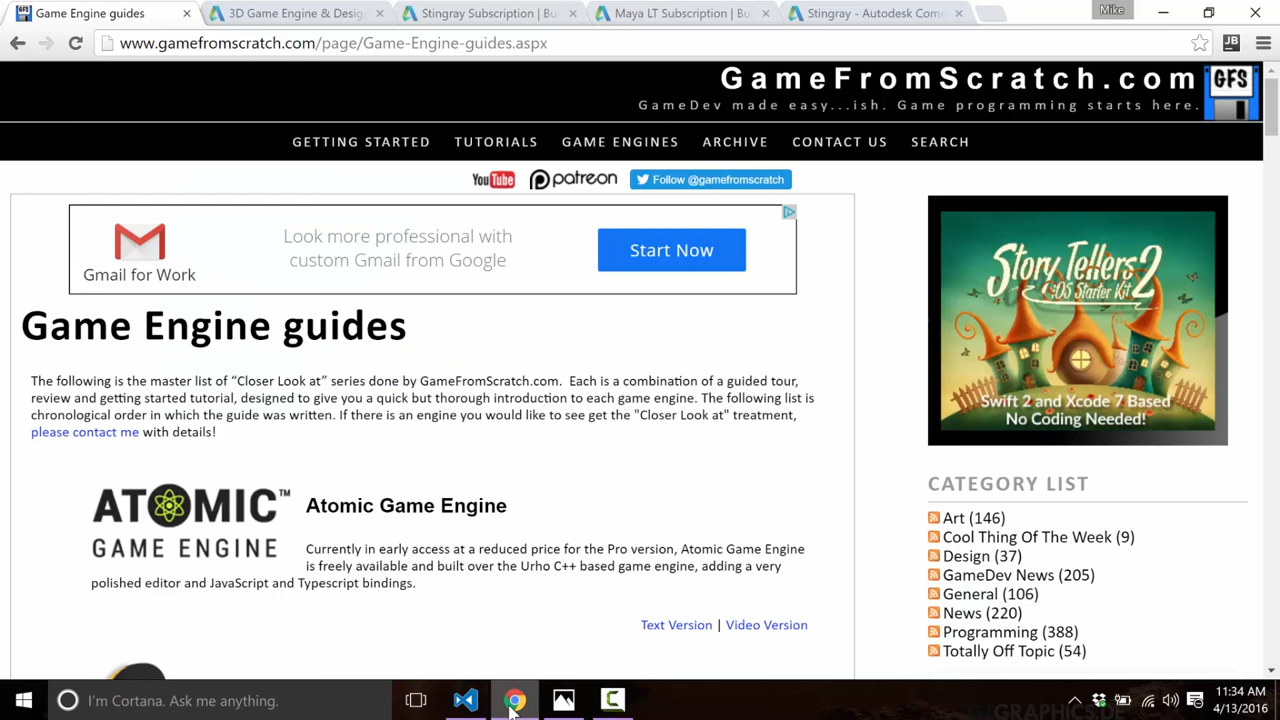 Game Engine guides
3D Game Engine & Desig
Stingray Subscription | Bu
Maya LT Subscription | Bu
Stingray - Autodesk Com
Mike
www.gamefromscratch.com/page/Game-Engine-guides.aspx
JB
GameFromScratch.com
GFS
GameDev made easy...ish. Game programming starts here.
GETTING STARTED TUTORIALS GAME ENGINES ARCHIVE CONTACT US SEARCH
YouTube patreon Follow @gamefromscratch
Gmail for Work
Look more professional with
custom Gmail from Google
Start Now
Game Engine guides
The following is the master list of “Closer Look at” series done by GameFromScratch.com. Each is a combination of a guided tour,
review and getting started tutorial, designed to give you a quick but thorough introduction to each game engine. The following list is
chronological order in which the guide was written. If there is an engine you would like to see get the "Closer Look at" treatment,
please contact me with details!
ATOMIC™
GAME ENGINE
Atomic Game Engine
Currently in early access at a reduced price for the Pro version, Atomic Game Engine
is freely available and built over the Urho C++ based game engine, adding a very
polished editor and JavaScript and Typescript bindings.
Text Version | Video Version
Story Tellers 2
iOS Starter Kit
Swift 2 and Xcode 7 Based
No Coding Needed!
CATEGORY LIST
Art (146)
Cool Thing Of The Week (9)
Design (37)
GameDev News (205)
General (106)
News (220)
Programming (388)
Totally Off Topic (54)
I'm Cortana. Ask me anything.
11:34 AM
4/13/2016